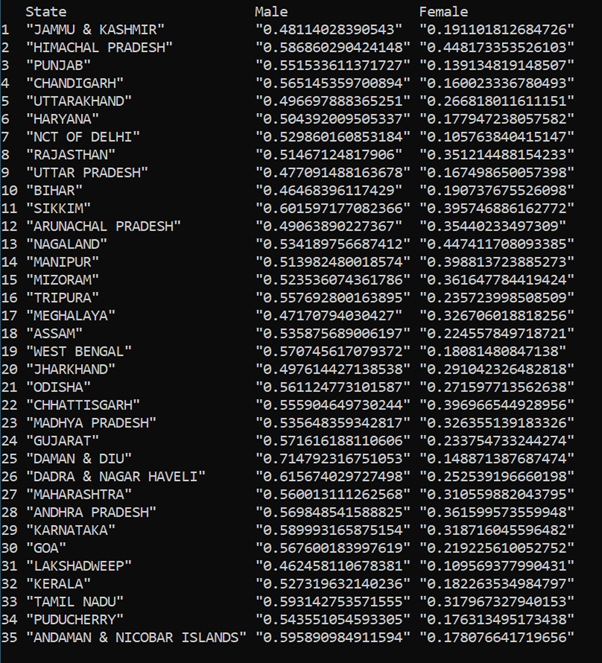 State Male Female
1 "JAMMU & KASHMIR" "0.48114028390543" "0.191101812684726"
2 "HIMACHAL PRADESH" "0.586860290424148" "0.448173353526103"
3 "PUNJAB" "0.551533611371727" "0.139134819148507"
4 "CHANDIGARH" "0.565145359700894" "0.160023336780493"
5 "UTTARAKHAND" "0.496697888365251" "0.266818011611151"
6 "HARYANA" "0.504392009505337" "0.177947238057582"
7 "NCT OF DELHI" "0.529860160853184" "0.105763840415147"
8 "RAJASTHAN" "0.51467124817906" "0.351214488154233"
9 "UTTAR PRADESH" "0.477091488163678" "0.167498650057398"
10 "BIHAR" "0.46468396117429" "0.190737675526098"
11 "SIKKIM" "0.601597177082366" "0.395746886162772"
12 "ARUNACHAL PRADESH" "0.49063890227367" "0.35440233497309"
13 "NAGALAND" "0.534189756687412" "0.447411708093385"
14 "MANIPUR" "0.513982480018574" "0.398813723885273"
15 "MIZORAM" "0.523536074361786" "0.361647784419424"
16 "TRIPURA" "0.557692800163895" "0.235723998508509"
17 "MEGHALAYA" "0.47170794030427" "0.326706018818256"
18 "ASSAM" "0.535875689006197" "0.224557849718721"
19 "WEST BENGAL" "0.570745617079372" "0.18081480847138"
20 "JHARKHAND" "0.497614427138538" "0.291042326482818"
21 "ODISHA" "0.561124773101587" "0.271597713562638"
22 "CHHATTISGARH" "0.555904649730244" "0.396966544928956"
23 "MADHYA PRADESH" "0.535648359342817" "0.326355139183326"
24 "GUJARAT" "0.571616188110606" "0.233754733244274"
25 "DAMAN & DIU" "0.714792316751053" "0.148871387687474"
26 "DADRA & NAGAR HAVELI" "0.615674029727498" "0.252539196660198"
27 "MAHARASHTRA" "0.560013111262568" "0.310559882043795"
28 "ANDHRA PRADESH" "0.569848541588825" "0.361599573559948"
29 "KARNATAKA" "0.589993165875154" "0.318716045596482"
30 "GOA" "0.567600183997619" "0.219225610052752"
31 "LAKSHADWEEP" "0.462458110678381" "0.109569377990431"
32 "KERALA" "0.527319632140236" "0.182263534984797"
33 "TAMIL NADU" "0.593142753571555" "0.317967327940153"
34 "PUDUCHERRY" "0.543551054593305" "0.176313495173438"
35 "ANDAMAN & NICOBAR ISLANDS" "0.595890984911594" "0.178076641719656"